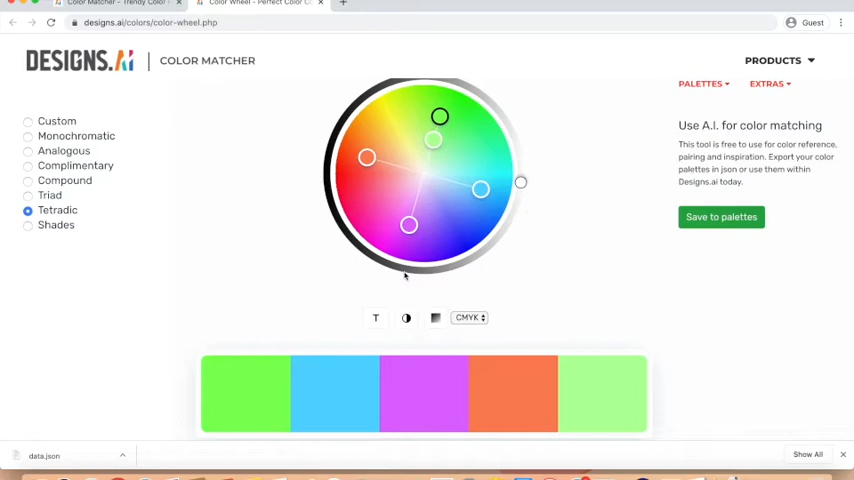 Color Matcher - Trendy Color
Color Wheel - Perfect Color Co
designs.ai/colors/color-wheel.php
Guest
DESIGNS.AI
COLOR MATCHER
PRODUCTS
PALETTES
EXTRAS
Custom
Monochromatic
Analogous
Complimentary
Compound
Triad
Tetradic
Shades
Use A.I. for color matching
This tool is free to use for color reference,
pairing and inspiration. Export your color
palettes in json or use them within
Designs.ai today.
Save to palettes
T
CMYK
data.json
Show All